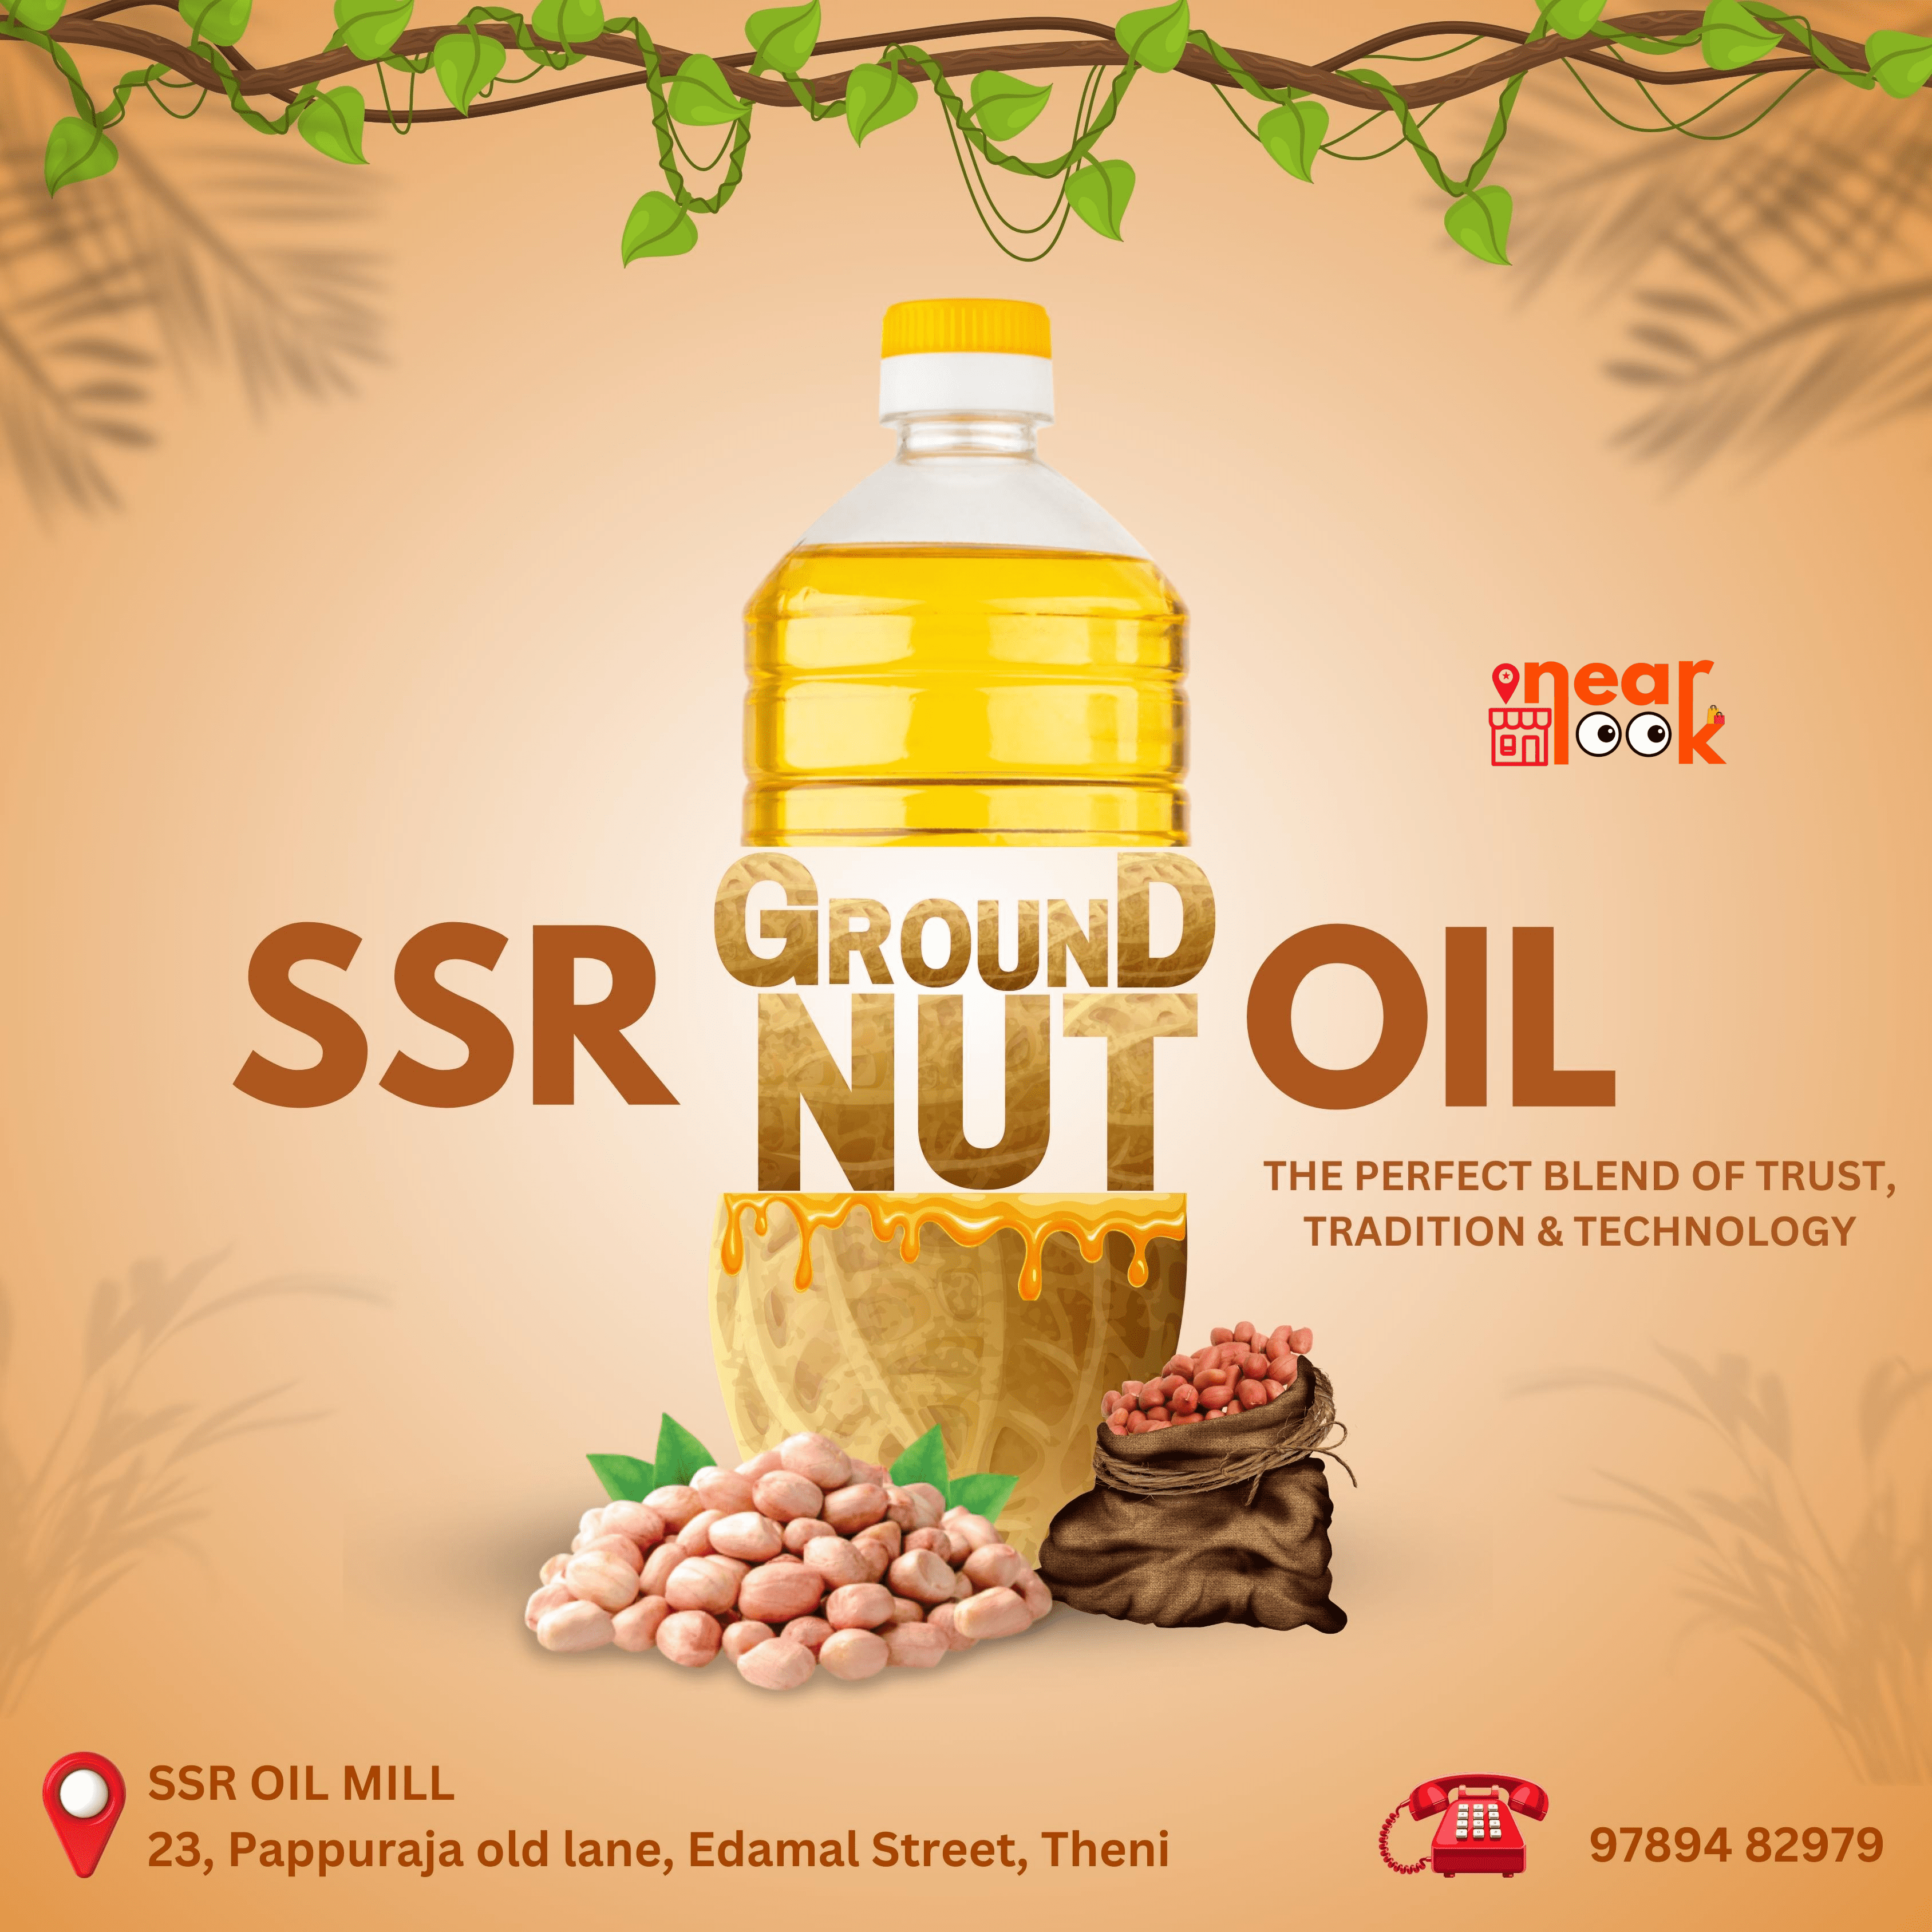 near
look
SSR GROUND NUT OIL
THE PERFECT BLEND OF TRUST,
TRADITION & TECHNOLOGY
SSR OIL MILL
23, Pappuraja old lane, Edamal Street, Theni
97894 82979